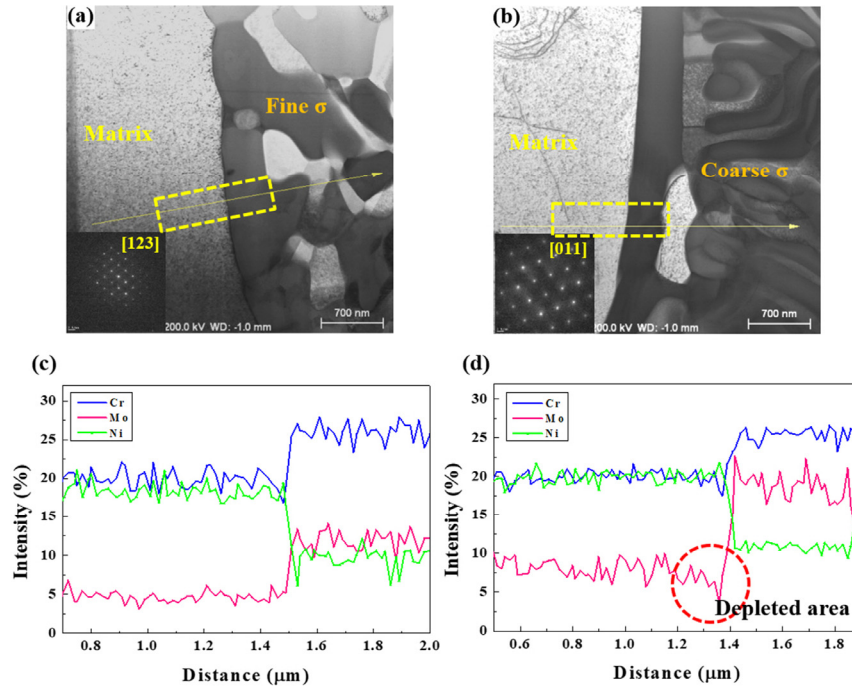 (a)
Fine σ
Matrix
[123]
200.0 kV WD: -1.0 mm
700 nm
(b)
Matrix
Coarse σ
[011]
200.0 kV WD: -1.0 mm
700 nm
(c)
Cr
Mo
Ni
30
25
20
15
10
5
0
Intensity (%)
0.8 1.0 1.2 1.4 1.6 1.8 2.0
Distance (μm)
(d)
Cr
Mo
Ni
30
25
20
15
10
5
0
Intensity (%)
Depleted area
0.6 0.8 1.0 1.2 1.4 1.6 1.8
Distance (μm)